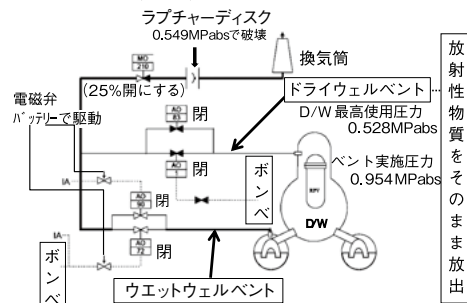 ラプチャーディスク
0.549MPabsで破壊
MO
210
(25%開にする)
換気筒
ドライウェルベント
D/W 最高使用圧力
0.528MPabs
電磁弁
バッテリーで駆動
AO
83
閉
AO
1
閉
ボンベ
ベント実施圧力
0.954MPabs
RPV
D/W
IA
AO
90
閉
IA
AO
72
閉
ボンベ
ウエットウェルベント
放射性物質をそのまま放出